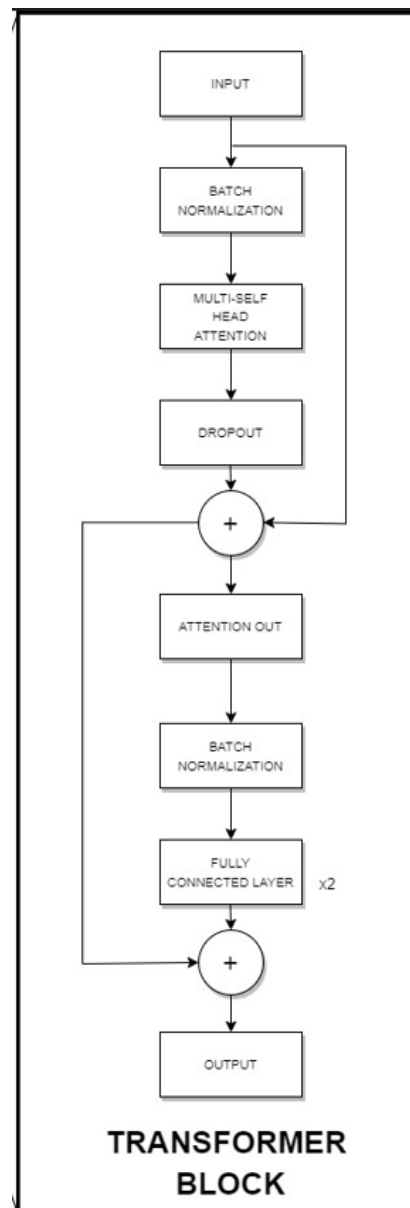 INPUT
BATCH
NORMALIZATION
MULTI-SELF
HEAD
ATTENTION
DROPOUT
+
ATTENTION OUT
BATCH
NORMALIZATION
FULLY
CONNECTED LAYER x2
+
OUTPUT
TRANSFORMER
BLOCK